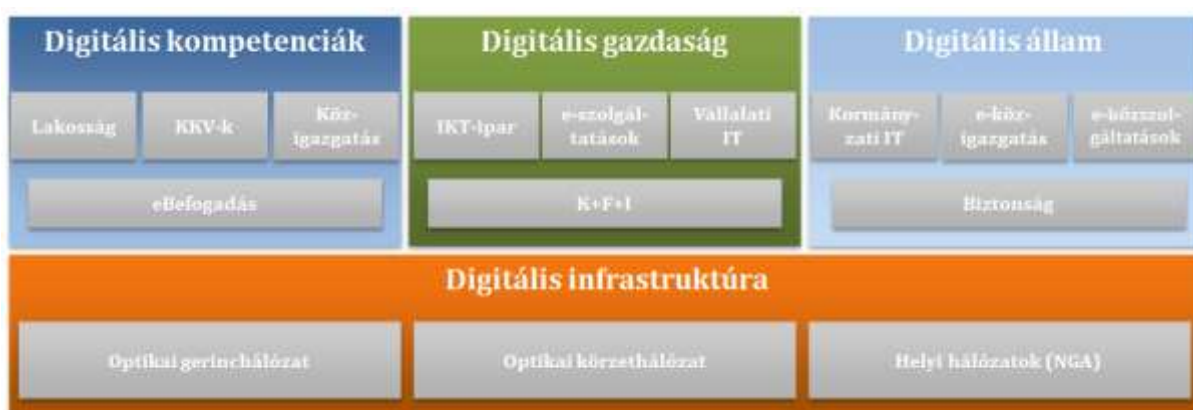 Digitális kompetenciák
Lakosság
KKV-k
Köz-
igazgatás
eBefogadás
Digitális gazdaság
IKT-ipar
e-szolgál-
tatások
Vállalati
IT
K+F+I
Digitális állam
Kormány-
zati IT
e-köz-
igazgatás
e-közszol-
gáltatások
Biztonság
Digitális infrastruktúra
Optikai gerinchálózat
Optikai körzethálózat
Helyi hálózatok (NGA)